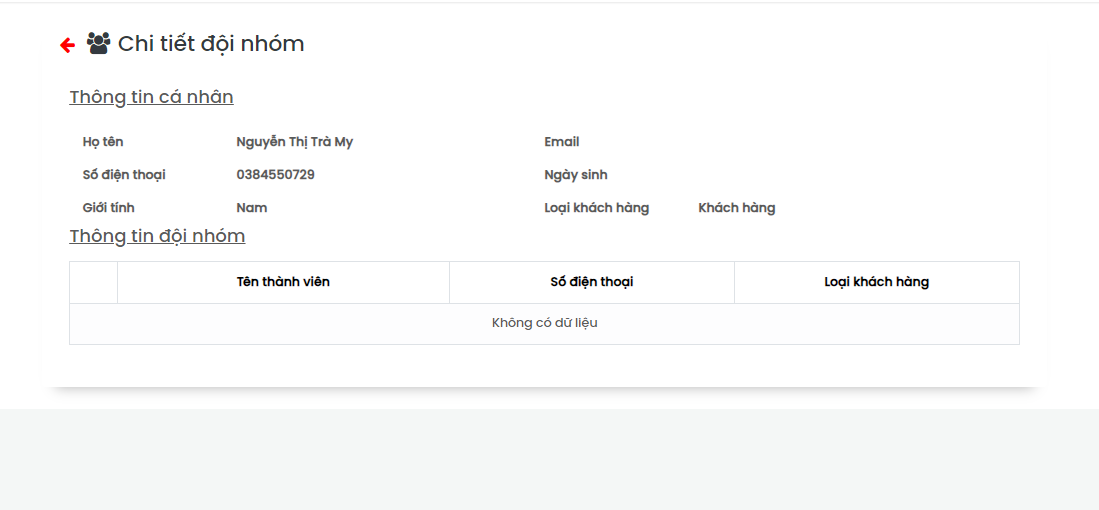 Chi tiết đội nhóm
Thông tin cá nhân
Họ tên Nguyễn Thị Trà My Email
Số điện thoại 0384550729 Ngày sinh
Giới tính Nam Loại khách hàng Khách hàng
Thông tin đội nhóm
Tên thành viên Số điện thoại Loại khách hàng
Không có dữ liệu